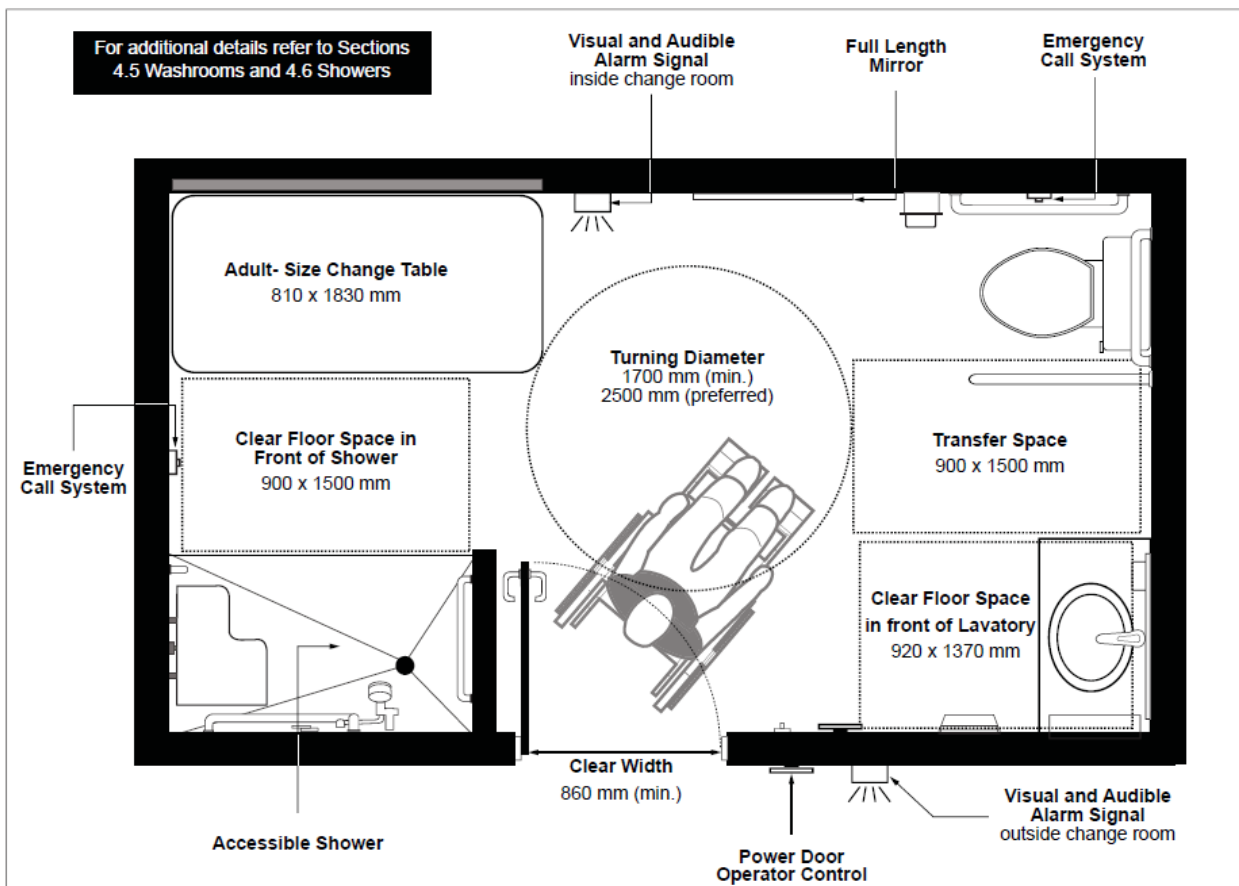 For additional details refer to Sections
4.5 Washrooms and 4.6 Showers
Visual and Audible
Alarm Signal
inside change room
Full Length
Mirror
Emergency
Call System
Adult- Size Change Table
810 x 1830 mm
Turning Diameter
1700 mm (min.)
2500 mm (preferred)
Clear Floor Space in
Front of Shower
900 x 1500 mm
Transfer Space
900 x 1500 mm
Emergency
Call System
Clear Floor Space
in front of Lavatory
920 x 1370 mm
Clear Width
860 mm (min.)
Visual and Audible
Alarm Signal
outside change room
Accessible Shower
Power Door
Operator Control